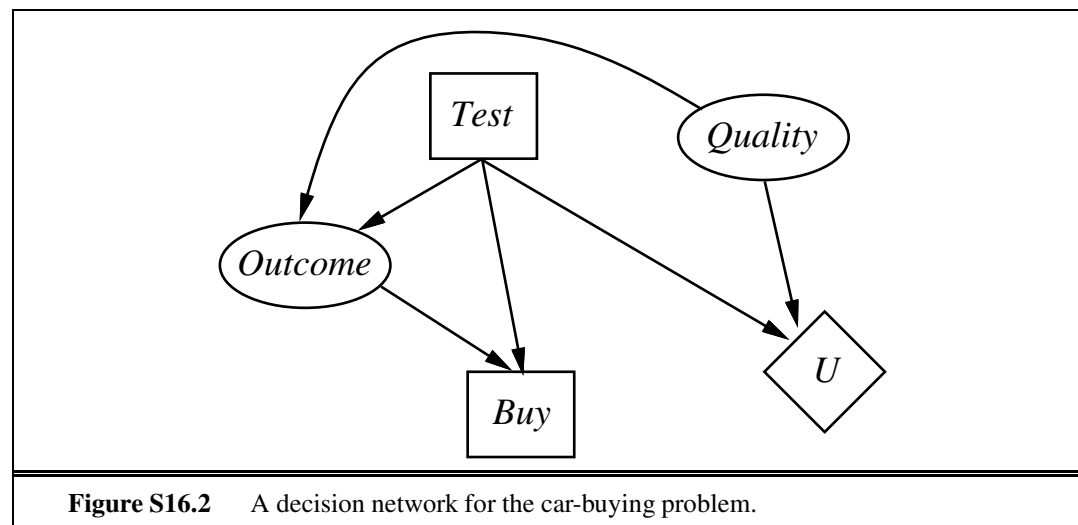 Test
Quality
Outcome
U
Buy
Figure S16.2 A decision network for the car-buying problem.